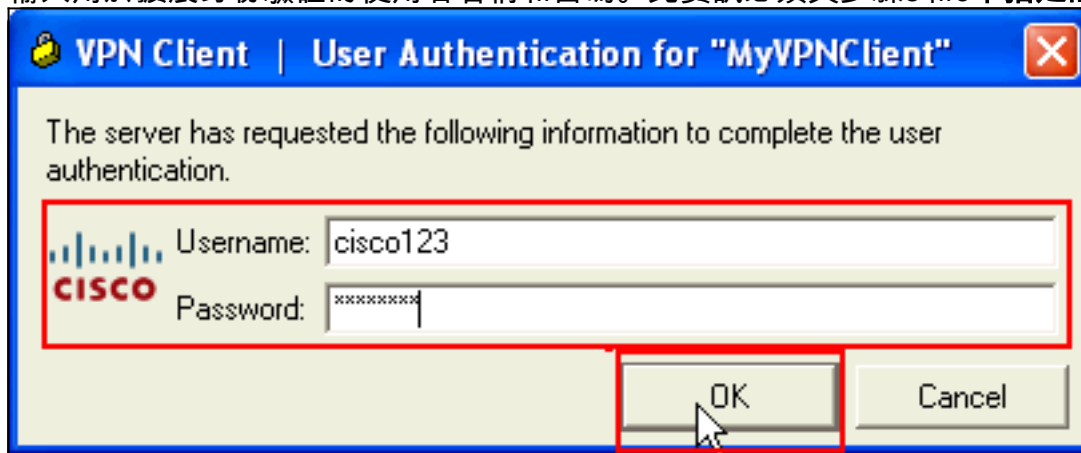 VPN Client | User Authentication for "MyVPNClient"
The server has requested the following information to complete the user
authentication.
CISCO
Username: cisco123
Password: ********
OK
Cancel